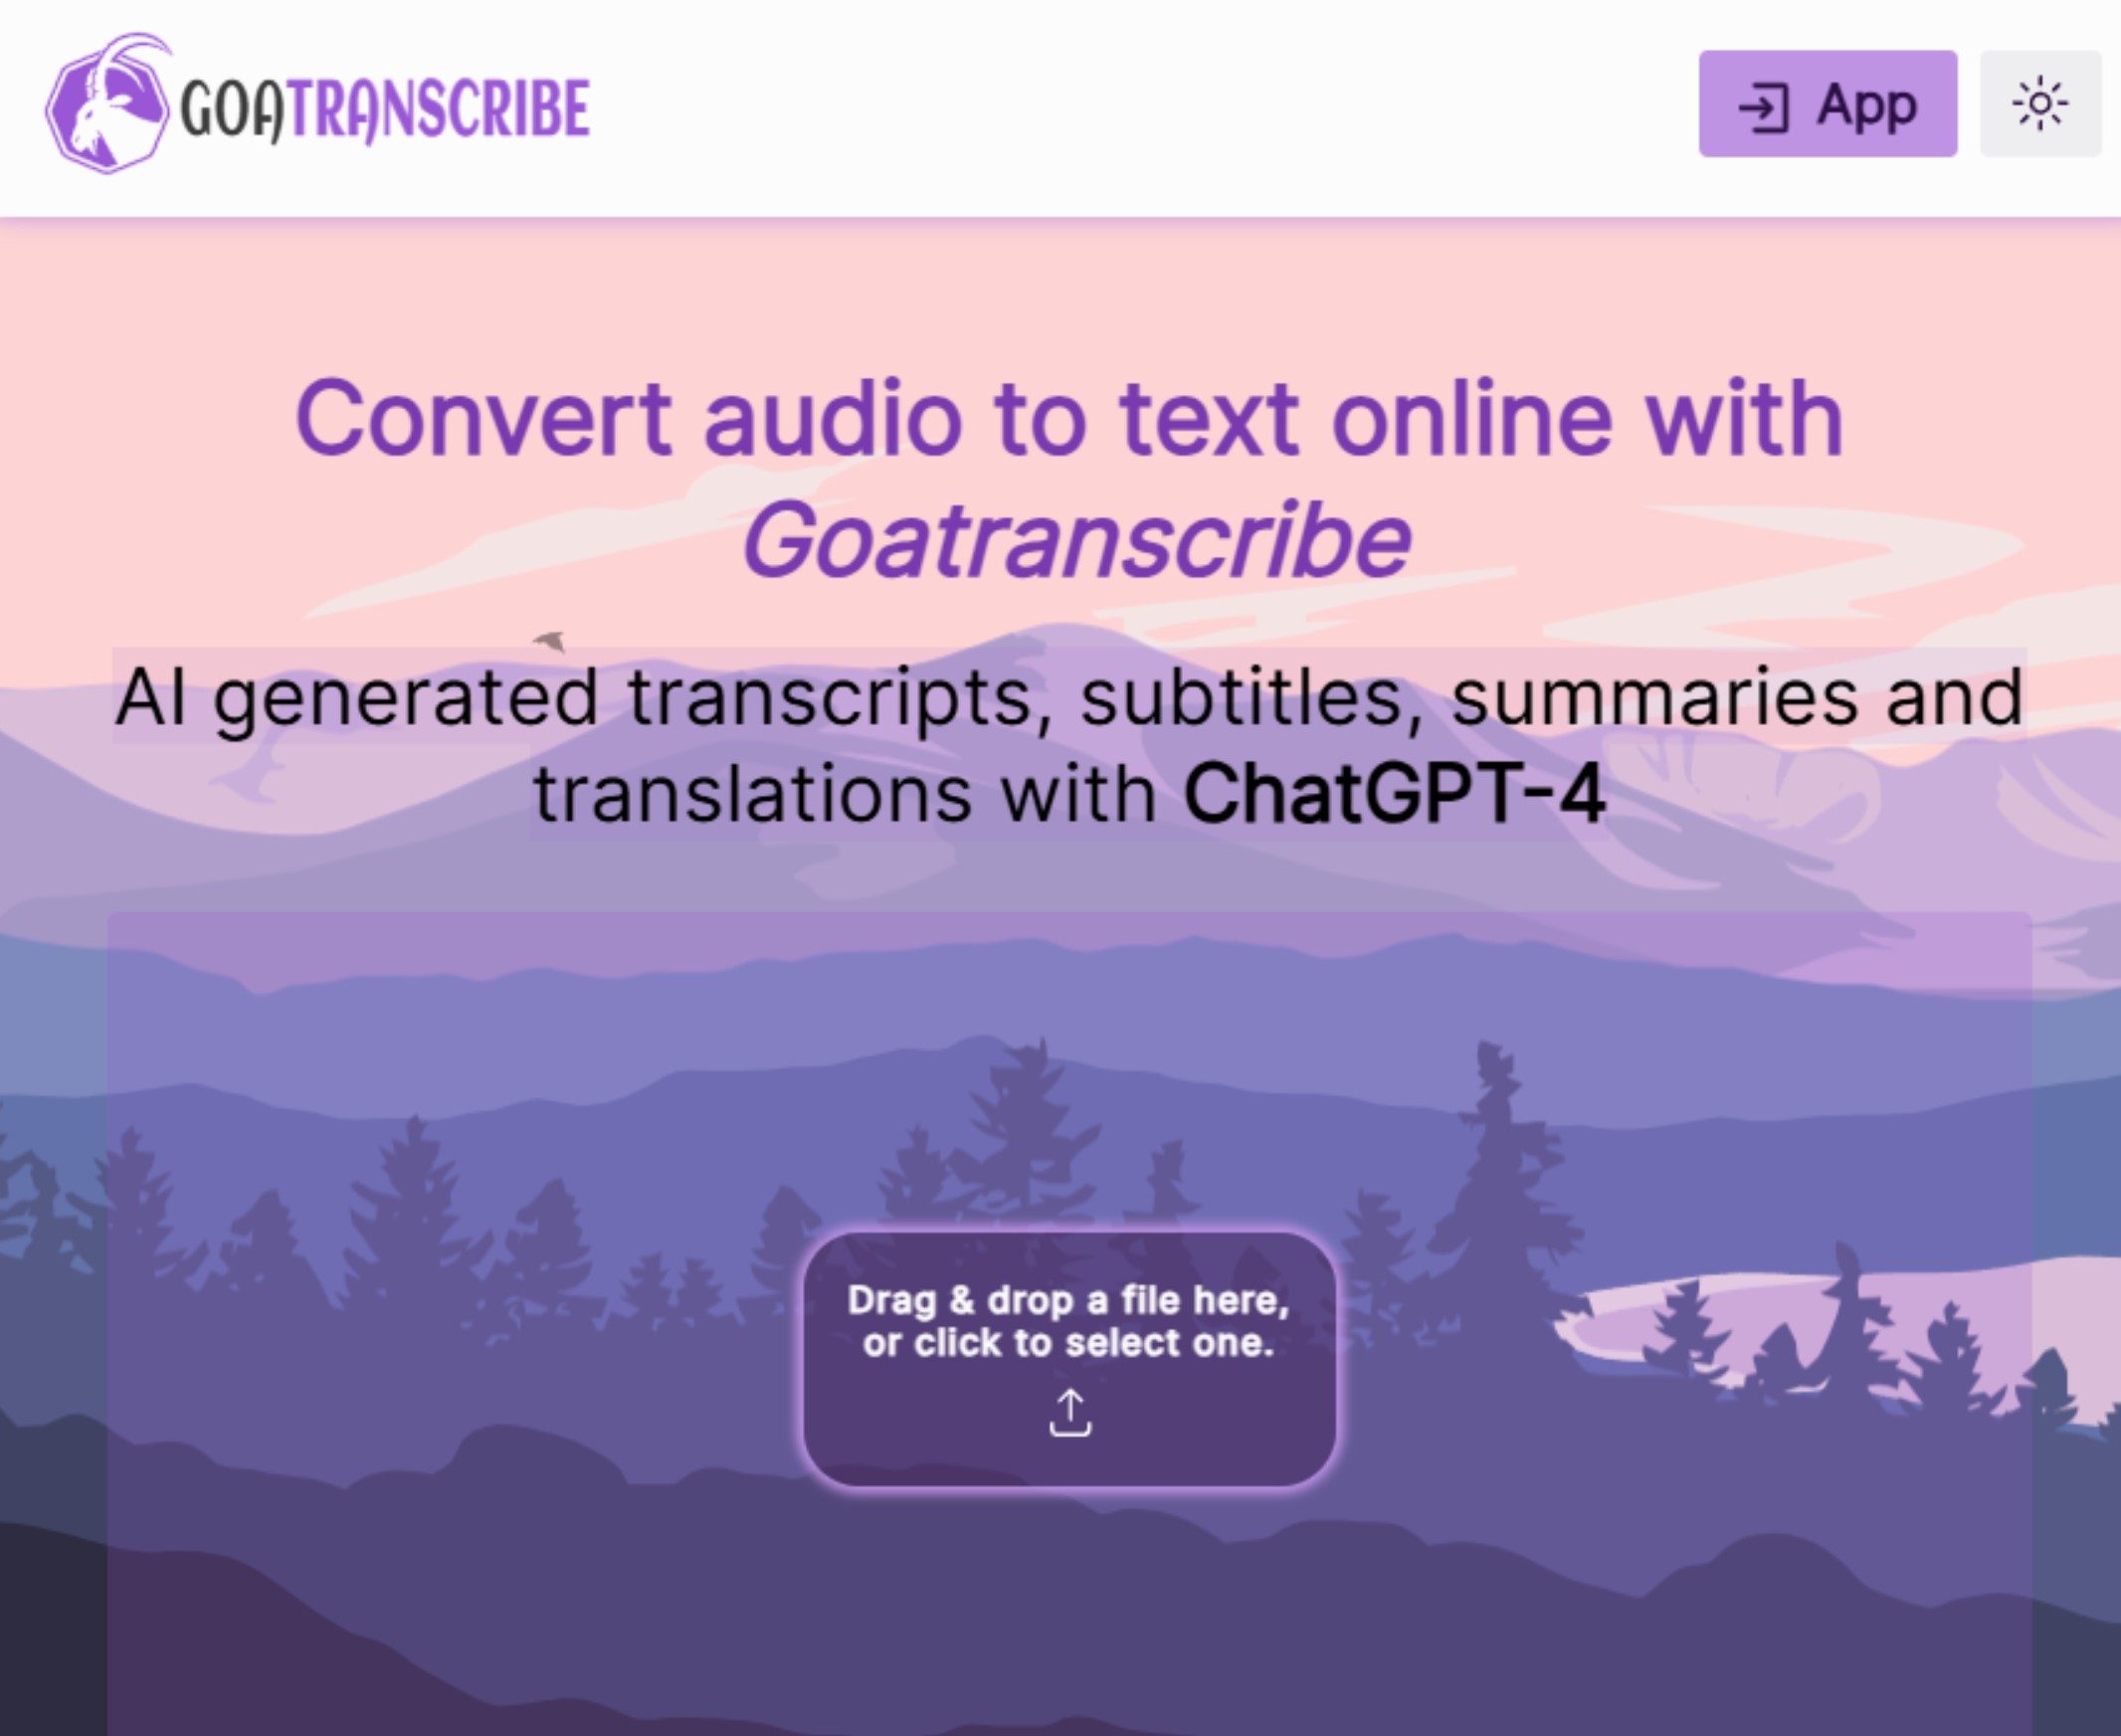 GOATRANSCRIBE
App
Convert audio to text online with
Goatranscribe
AI generated transcripts, subtitles, summaries and
translations with ChatGPT-4
Drag & drop a file here,
or click to select one.